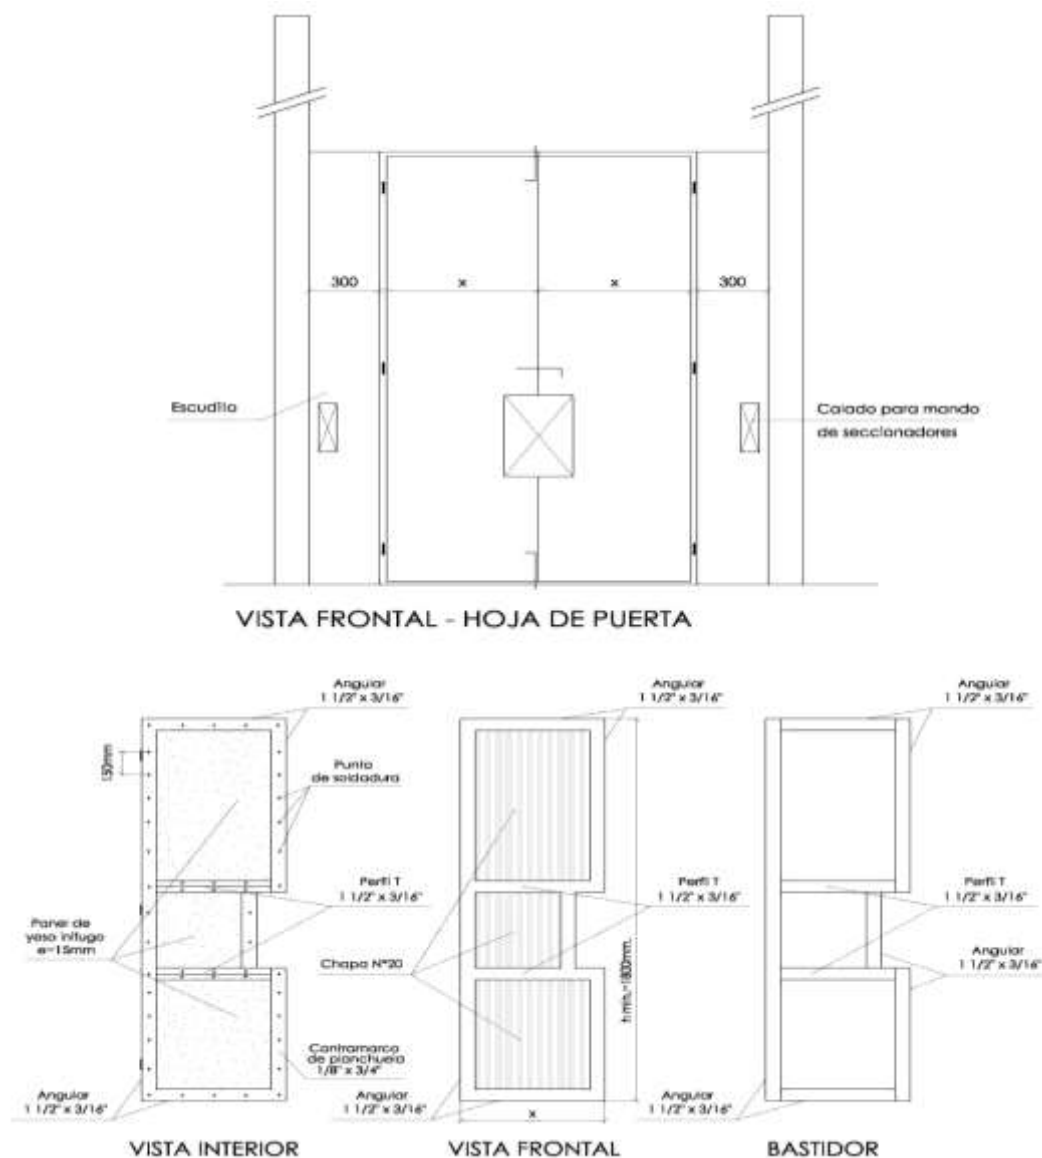 300
x
x
300
Escudillo
Calado para mando
de seccionadores
VISTA FRONTAL - HOJA DE PUERTA
Angular
1 1/2" x 3/16"
Angular
1 1/2" x 3/16"
Angular
1 1/2" x 3/16"
150mm
Punto
de soldadura
Perfil T
1 1/2" x 3/16"
Perfil T
1 1/2" x 3/16"
Perfil T
1 1/2" x 3/16"
Panel de
yeso
e=15mm
Chapa N°20
Angular
1 1/2" x 3/16"
h min.=1800mm.
Contramarco
de planchuela
1/8" x 3/4"
Angular
1 1/2" x 3/16"
Angular
1 1/2" x 3/16"
x
Angular
1 1/2" x 3/16"
VISTA INTERIOR
VISTA FRONTAL
BASTIDOR